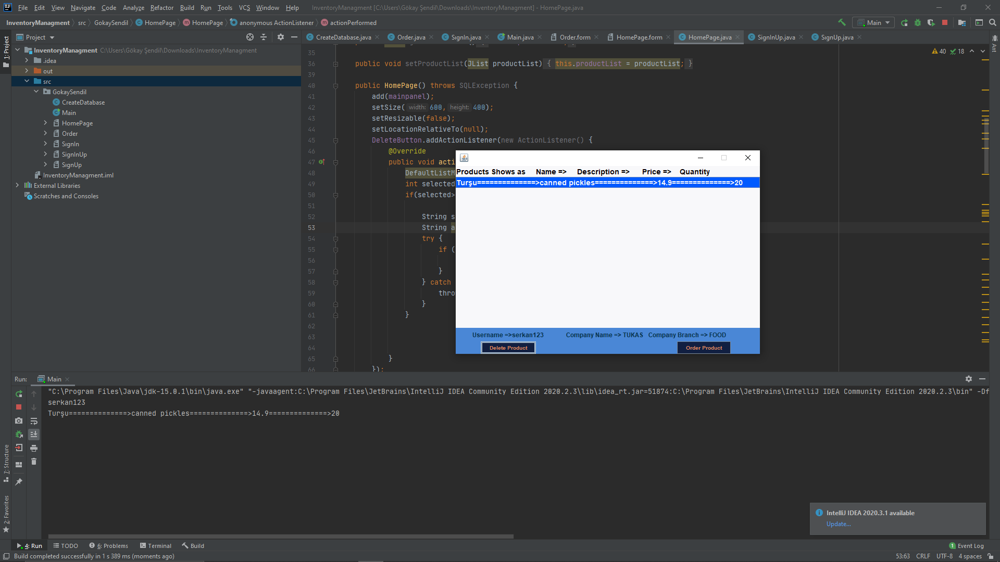 File Edit View Navigate Code Analyze Refactor Build Run Tools VCS Window Help InventoryManagment [C:\Users\Gökay Şendil\Downloads\InventoryManagment] - HomePage.java
InventoryManagment src GokaySendil HomePage HomePage anonymous ActionListener actionPerformed Main
Project CreateDatabase.java Order.java SıgnIn.java Main.java Order.form HomePage.form HomePage.java SignInUp.java SıgnUp.java
1: Project
Ant
InventoryManagment C:\Users\Gökay Şendil\Downloads\InventoryManagment
.idea
out
src
GokaySendil
CreateDatabase
Main
HomePage
Order
SıgnIn
SignInUp
SıgnUp
InventoryManagment.iml
External Libraries
Scratches and Consoles
40 18
35
36 public void setProductList(JList productList) { this.productList = productList; }
39
40 public HomePage() throws SQLException {
41 add(mainpanel);
42 setSize( width: 600, height: 400);
43 setResizable(false);
44 setLocationRelativeTo(null);
45 DeleteButton.addActionListener(new ActionListener() {
46 @Override
47 public void acti
48 DefaultListM
49 int selected
50 if(selected>
51
52 String s
53 String a
54 try {
55 if (
56
57 }
58 } catch
59 thro
60 }
61 }
62
63
64
65 }
66 });
Products Shows as Name => Description => Price => Quantity
Turşu==============>canned pickles==============>14.9==============>20
Username =>serkan123 Company Name => TUKAS Company Branch => FOOD
Delete Product Order Product
Run: Main
"C:\Program Files\Java\jdk-15.0.1\bin\java.exe" "-javaagent:C:\Program Files\JetBrains\IntelliJ IDEA Community Edition 2020.2.3\lib\idea_rt.jar=51874:C:\Program Files\JetBrains\IntelliJ IDEA Community Edition 2020.2.3\bin" -Df
serkan123
Turşu==============>canned pickles==============>14.9==============>20
7: Structure
2: Favorites
IntelliJ IDEA 2020.3.1 available
Update...
4: Run TODO 6: Problems Terminal Build 1 Event Log
Build completed successfully in 1 s 389 ms (moments ago) 53:63 CRLF UTF-8 4 spaces